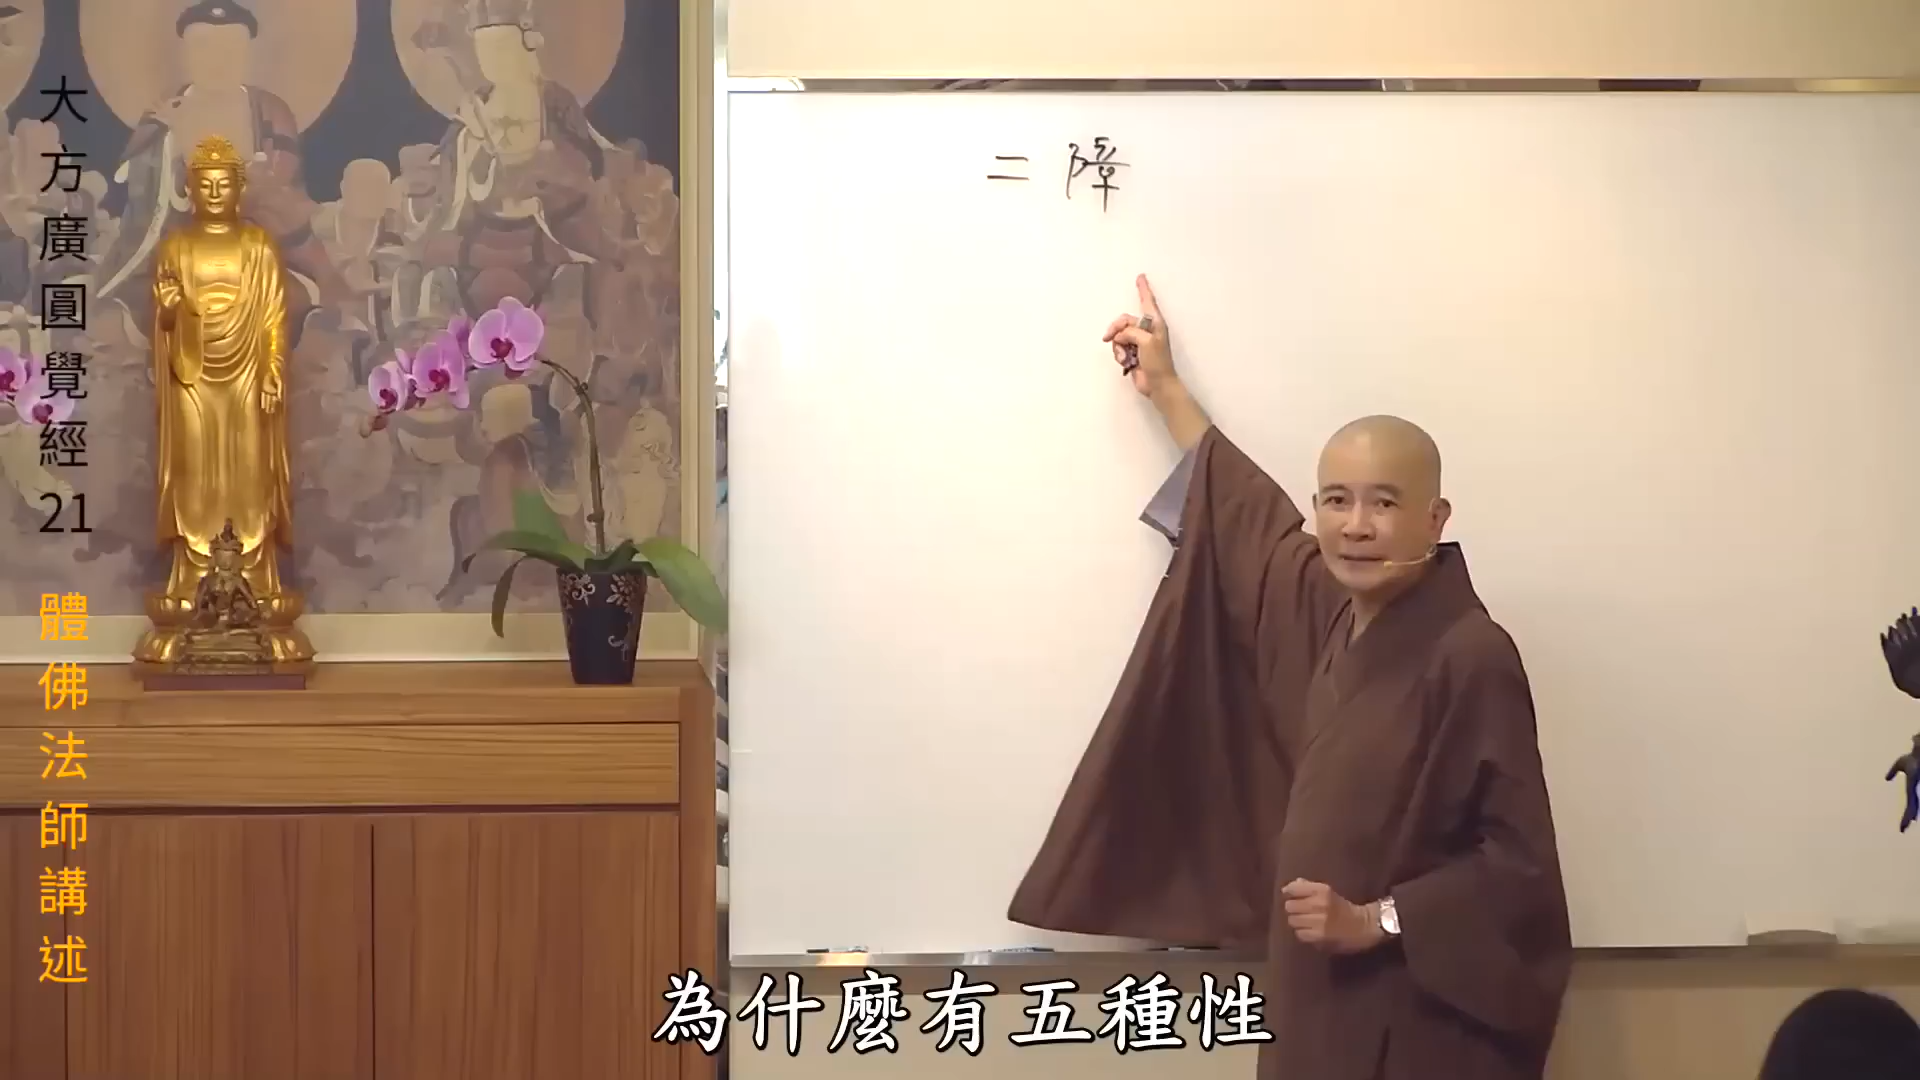 大方廣圓覺經21
體佛法師講述
二障
為什麼有五種性